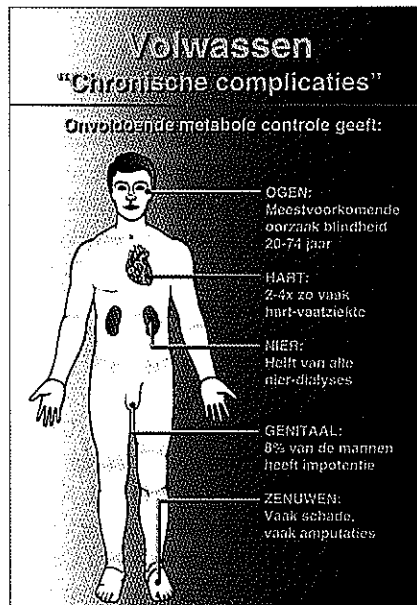 Volwassen
"Chronische complicaties"
Onvoldoende metabole controle geeft:
OGEN:
Meestvoorkomende
oorzaak blindheid
20-74 jaar
HART:
2-4x zo vaak
hart-vaatziekte
NIER:
Helft van alle
nier-dialyses
GENITAAL:
8% van de mannen
heeft impotentie
ZENUWEN:
Vaak schade,
vaak amputaties